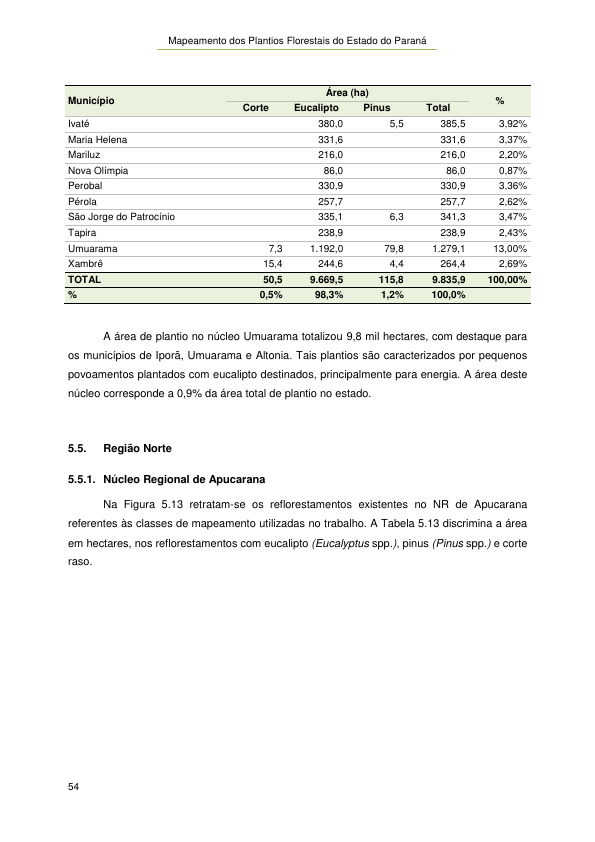 Mapeamento dos Plantios Florestais do Estado do Paraná
Município Área (ha) %
Corte Eucalipto Pinus Total
Ivaté 380,0 5,5 385,5 3,92%
Maria Helena 331,6 331,6 3,37%
Mariluz 216,0 216,0 2,20%
Nova Olímpia 86,0 86,0 0,87%
Perobal 330,9 330,9 3,36%
Pérola 257,7 257,7 2,62%
São Jorge do Patrocínio 335,1 6,3 341,3 3,47%
Tapira 238,9 238,9 2,43%
Umuarama 7,3 1.192,0 79,8 1.279,1 13,00%
Xambrê 15,4 244,6 4,4 264,4 2,69%
TOTAL 50,5 9.669,5 115,8 9.835,9 100,00%
% 0,5% 98,3% 1,2% 100,0%
A área de plantio no núcleo Umuarama totalizou 9,8 mil hectares, com destaque para
os municípios de Iporã, Umuarama e Altonia. Tais plantios são caracterizados por pequenos
povoamentos plantados com eucalipto destinados, principalmente para energia. A área deste
núcleo corresponde a 0,9% da área total de plantio no estado.
5.5. Região Norte
5.5.1. Núcleo Regional de Apucarana
Na Figura 5.13 retratam-se os reflorestamentos existentes no NR de Apucarana
referentes às classes de mapeamento utilizadas no trabalho. A Tabela 5.13 discrimina a área
em hectares, nos reflorestamentos com eucalipto (Eucalyptus spp.), pinus (Pinus spp.) e corte
raso.
54